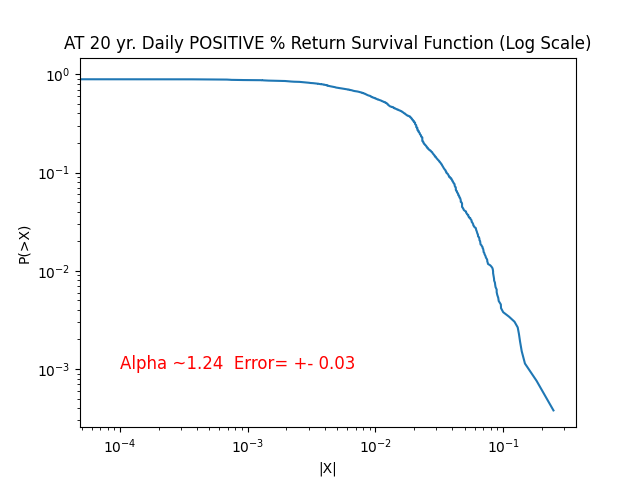 AT 20 yr. Daily POSITIVE % Return Survival Function (Log Scale)
10⁰
10⁻¹
10⁻²
10⁻³
P(>X)
Alpha ~1.24  Error= +- 0.03
10⁻⁴ 10⁻³ 10⁻² 10⁻¹
|X|